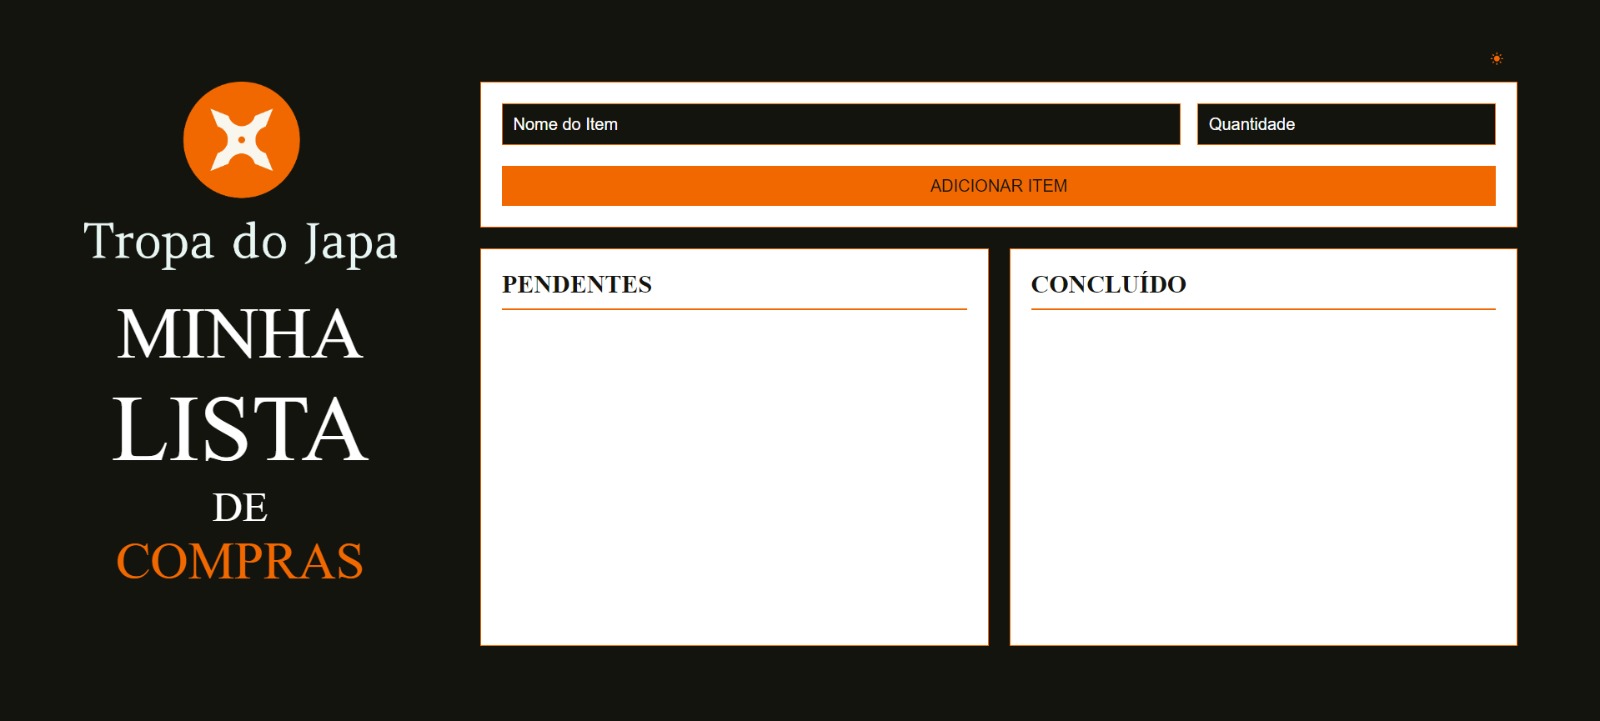 Tropa do Japa
MINHA
LISTA
DE
COMPRAS
Nome do Item
Quantidade
ADICIONAR ITEM
PENDENTES
CONCLUÍDO